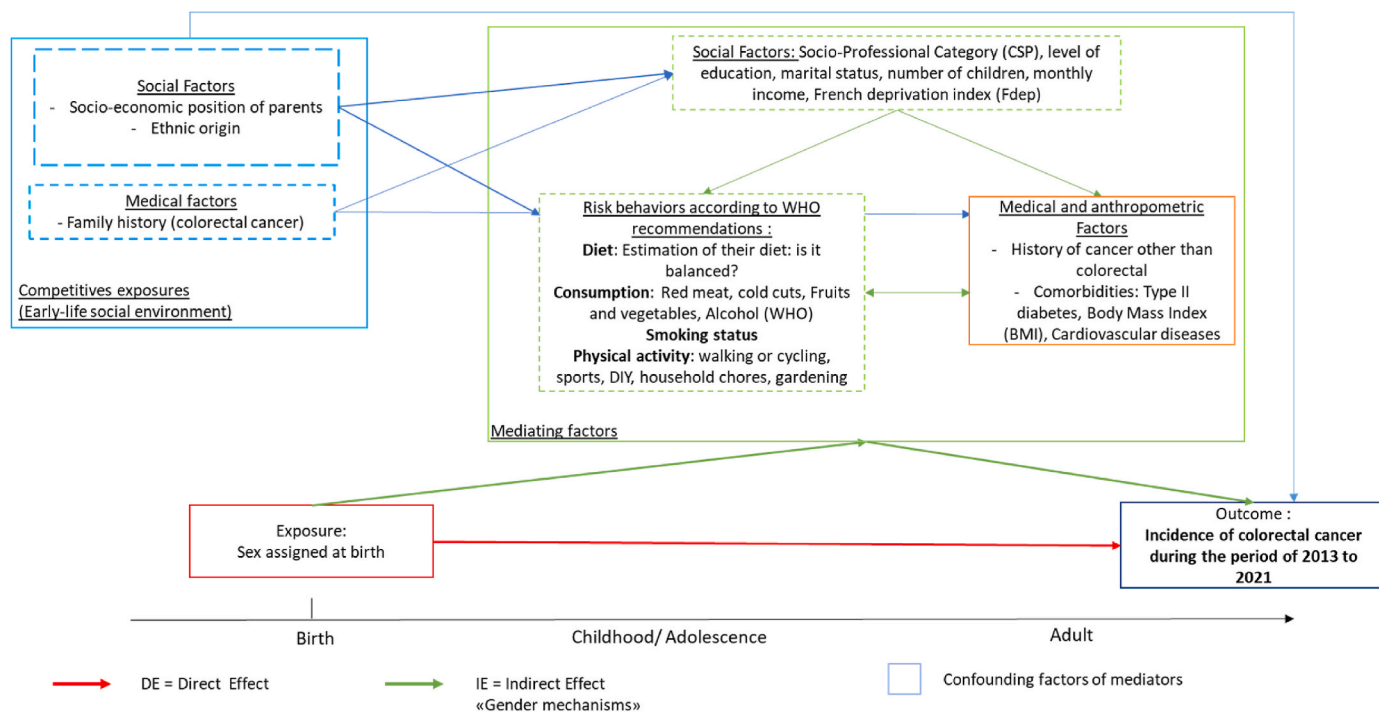 Social Factors
- Socio-economic position of parents
- Ethnic origin
Medical factors
- Family history (colorectal cancer)
Competitives exposures
(Early-life social environment)
Social Factors: Socio-Professional Category (CSP), level of
education, marital status, number of children, monthly
income, French deprivation index (Fdep)
Risk behaviors according to WHO
recommendations :
Diet: Estimation of their diet: is it
balanced?
Consumption: Red meat, cold cuts, Fruits
and vegetables, Alcohol (WHO)
Smoking status
Physical activity: walking or cycling,
sports, DIY, household chores, gardening
Medical and anthropometric
Factors
- History of cancer other than
colorectal
- Comorbidities: Type II
diabetes, Body Mass Index
(BMI), Cardiovascular diseases
Mediating factors
Exposure:
Sex assigned at birth
Outcome :
Incidence of colorectal cancer
during the period of 2013 to
2021
Birth
Childhood/ Adolescence
Adult
DE = Direct Effect
IE = Indirect Effect
«Gender mechanisms»
Confounding factors of mediators